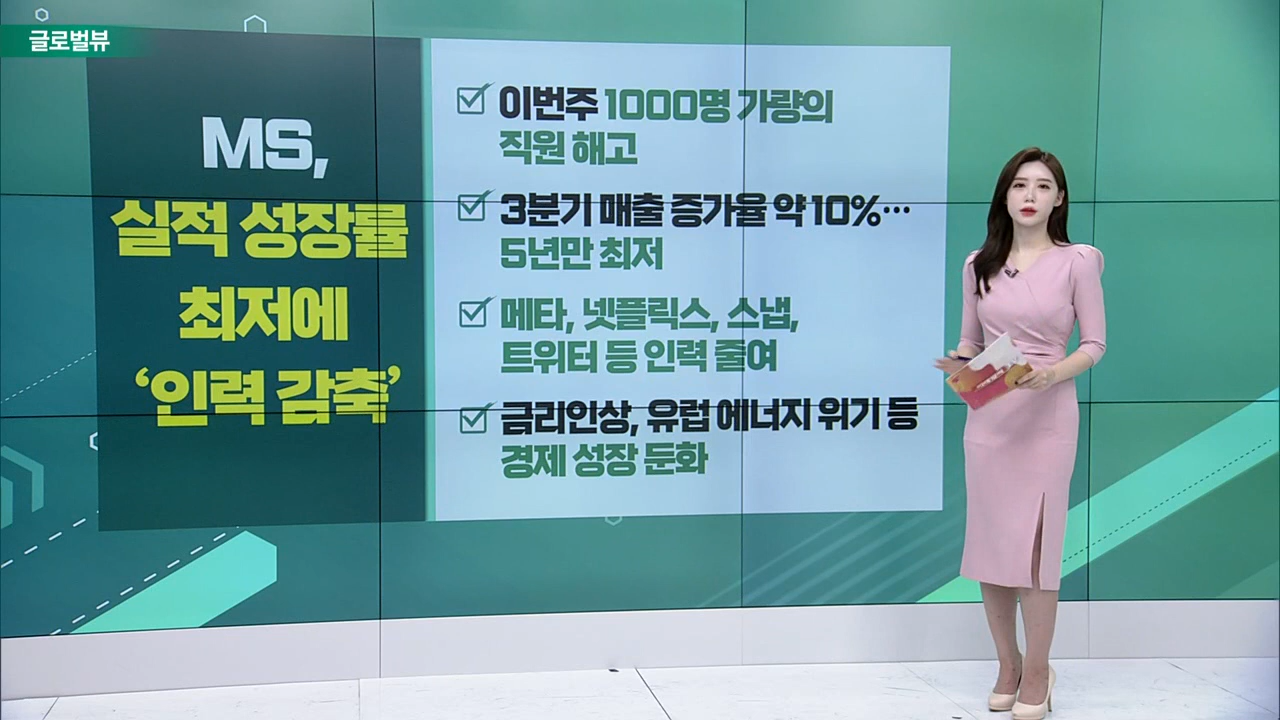 글로벌뷰
MS,
실적 성장률
최저에
‘인력 감축’
이번주 1000명 가량의
직원 해고
3분기 매출 증가율 약 10%…
5년만 최저
메타, 넷플릭스, 스냅,
트위터 등 인력 줄여
금리인상, 유럽 에너지 위기 등
경제 성장 둔화